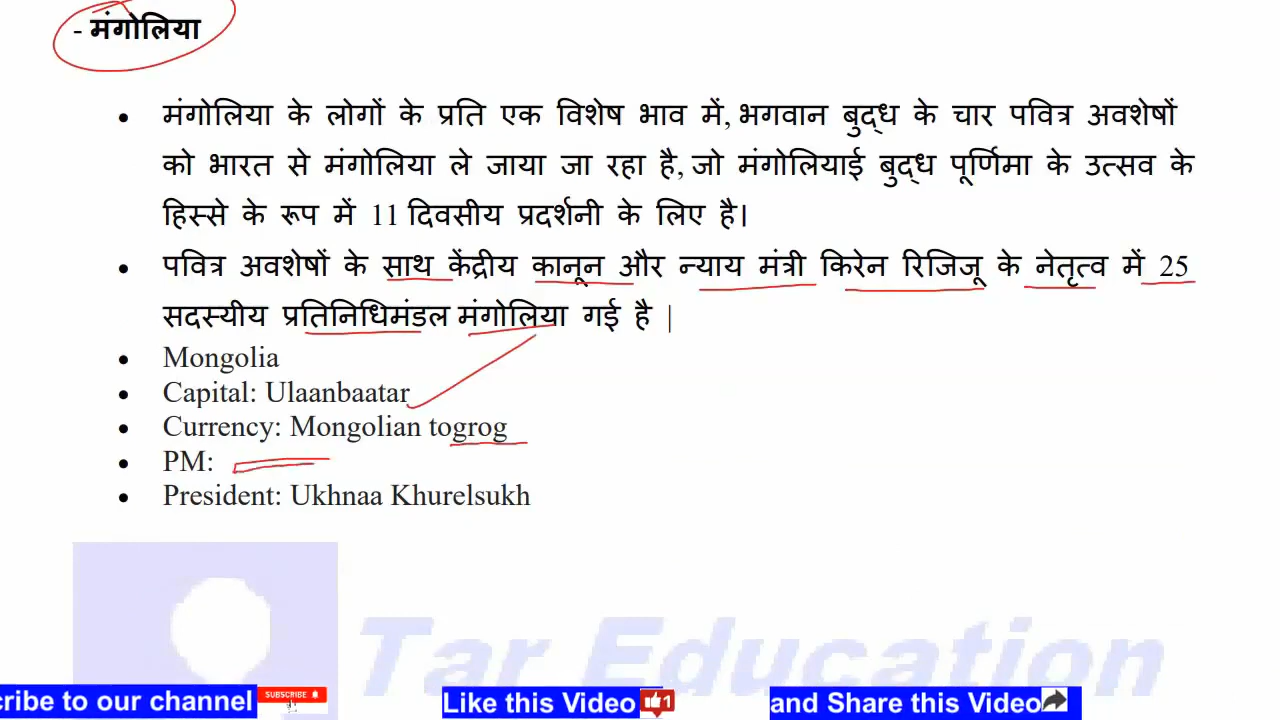 - मंगोलिया
• मंगोलिया के लोगों के प्रति एक विशेष भाव में, भगवान बुद्ध के चार पवित्र अवशेषों
को भारत से मंगोलिया ले जाया जा रहा है, जो मंगोलियाई बुद्ध पूर्णिमा के उत्सव के
हिस्से के रूप में 11 दिवसीय प्रदर्शनी के लिए है।
• पवित्र अवशेषों के साथ केंद्रीय कानून और न्याय मंत्री किरेन रिजिजू के नेतृत्व में 25
सदस्यीय प्रतिनिधिमंडल मंगोलिया गई है |
• Mongolia
• Capital: Ulaanbaatar
• Currency: Mongolian togrog
• PM:
• President: Ukhnaa Khurelsukh
Tar Education
cribe to our channel SUBSCRIBE Like this Video 1 and Share this Video